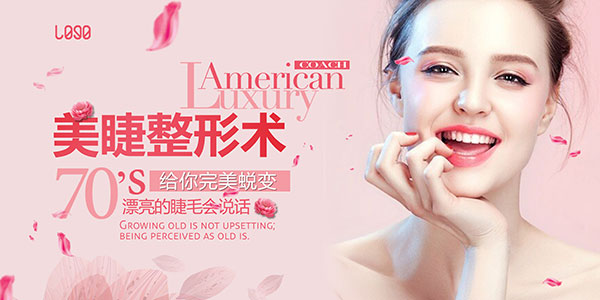 LOGO
COACH
American
Luxury
美睫整形术
70'S 给你完美蜕变
漂亮的睫毛会说话
GROWING OLD IS NOT UPSETTING;
BEING PERCEIVED AS OLD IS.